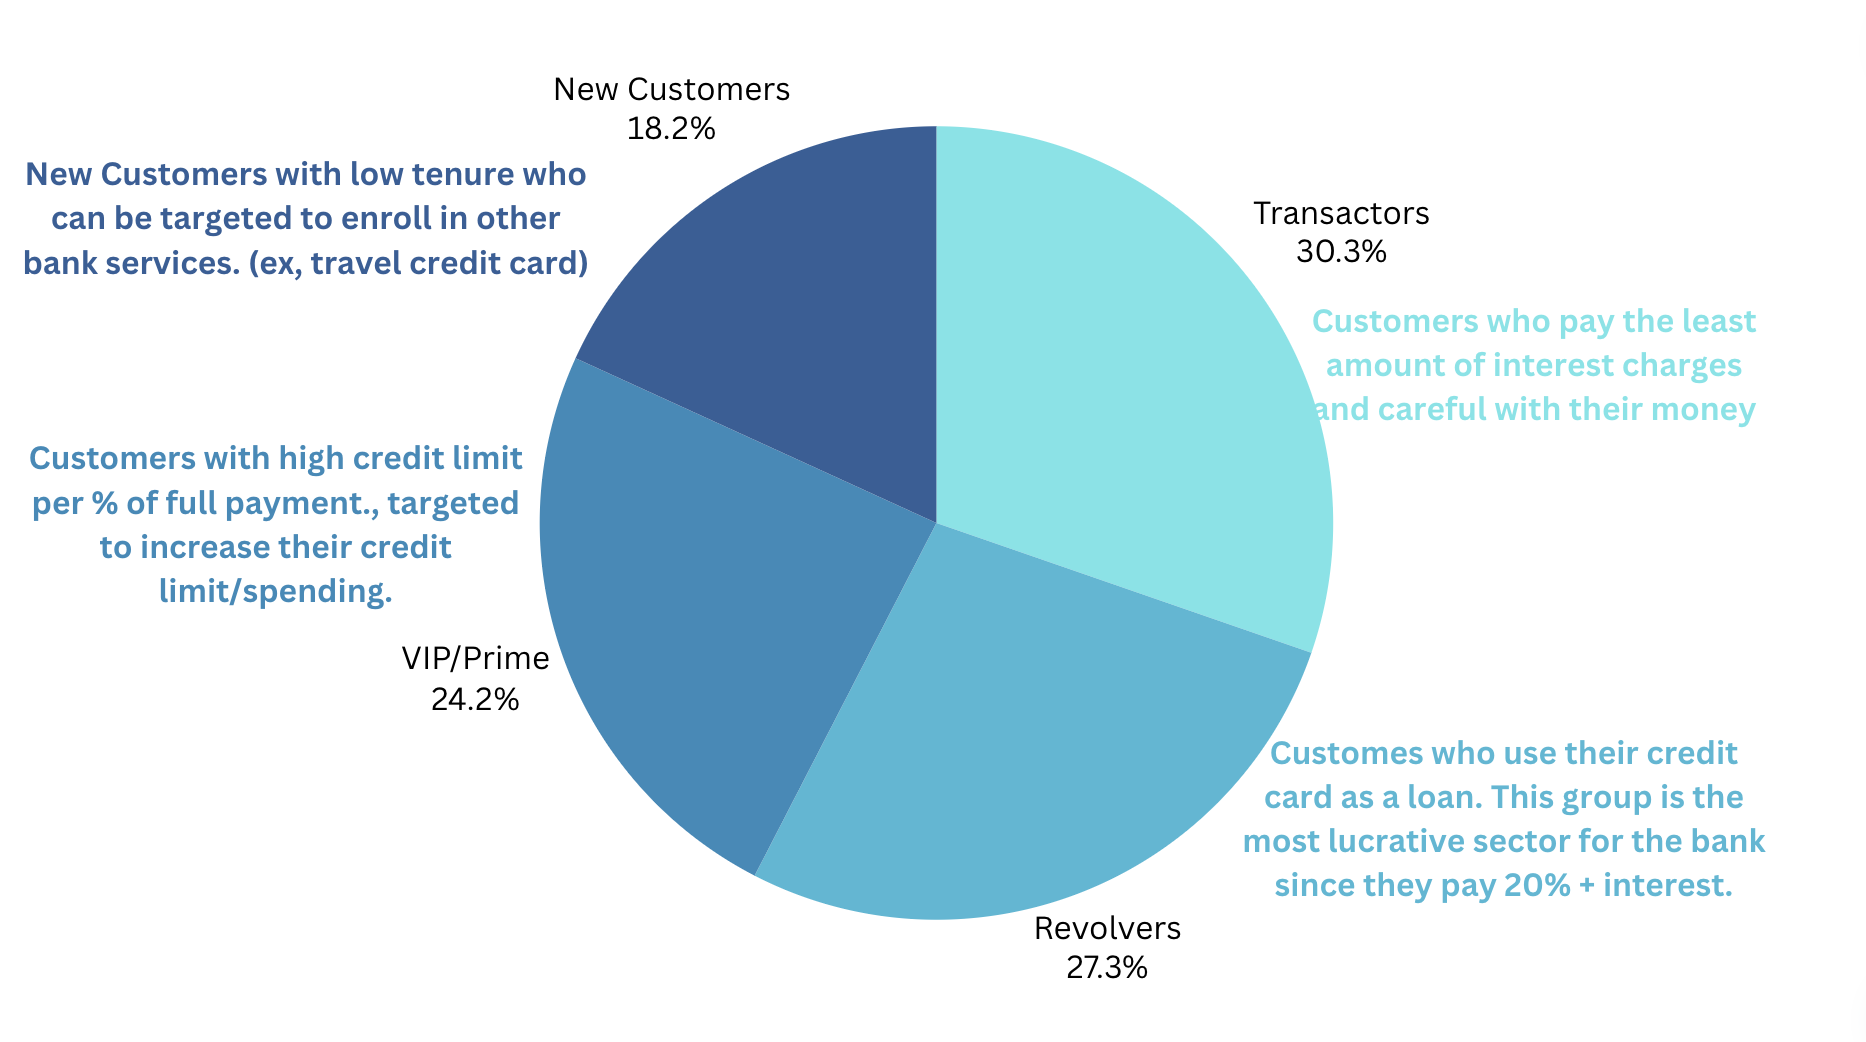 New Customers
18.2%
New Customers with low tenure who
can be targeted to enroll in other
bank services. (ex, travel credit card)
Transactors
30.3%
Customers who pay the least
amount of interest charges
and careful with their money
Customers with high credit limit
per % of full payment., targeted
to increase their credit
limit/spending.
VIP/Prime
24.2%
Customes who use their credit
card as a loan. This group is the
most lucrative sector for the bank
since they pay 20% + interest.
Revolvers
27.3%